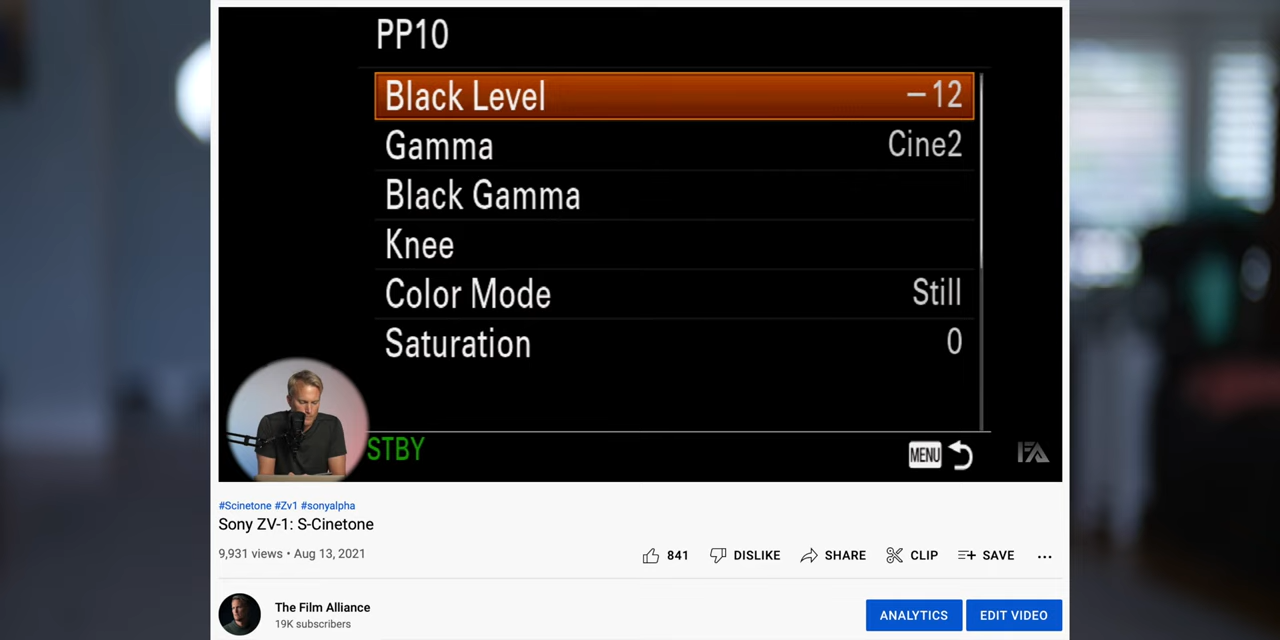 PP10
Black Level −12
Gamma Cine2
Black Gamma
Knee
Color Mode Still
Saturation 0
STBY
MENU
FA
#Scinetone #Zv1 #sonyalpha
Sony ZV-1: S-Cinetone
9,931 views • Aug 13, 2021
841 DISLIKE SHARE CLIP SAVE ...
The Film Alliance
19K subscribers
ANALYTICS EDIT VIDEO